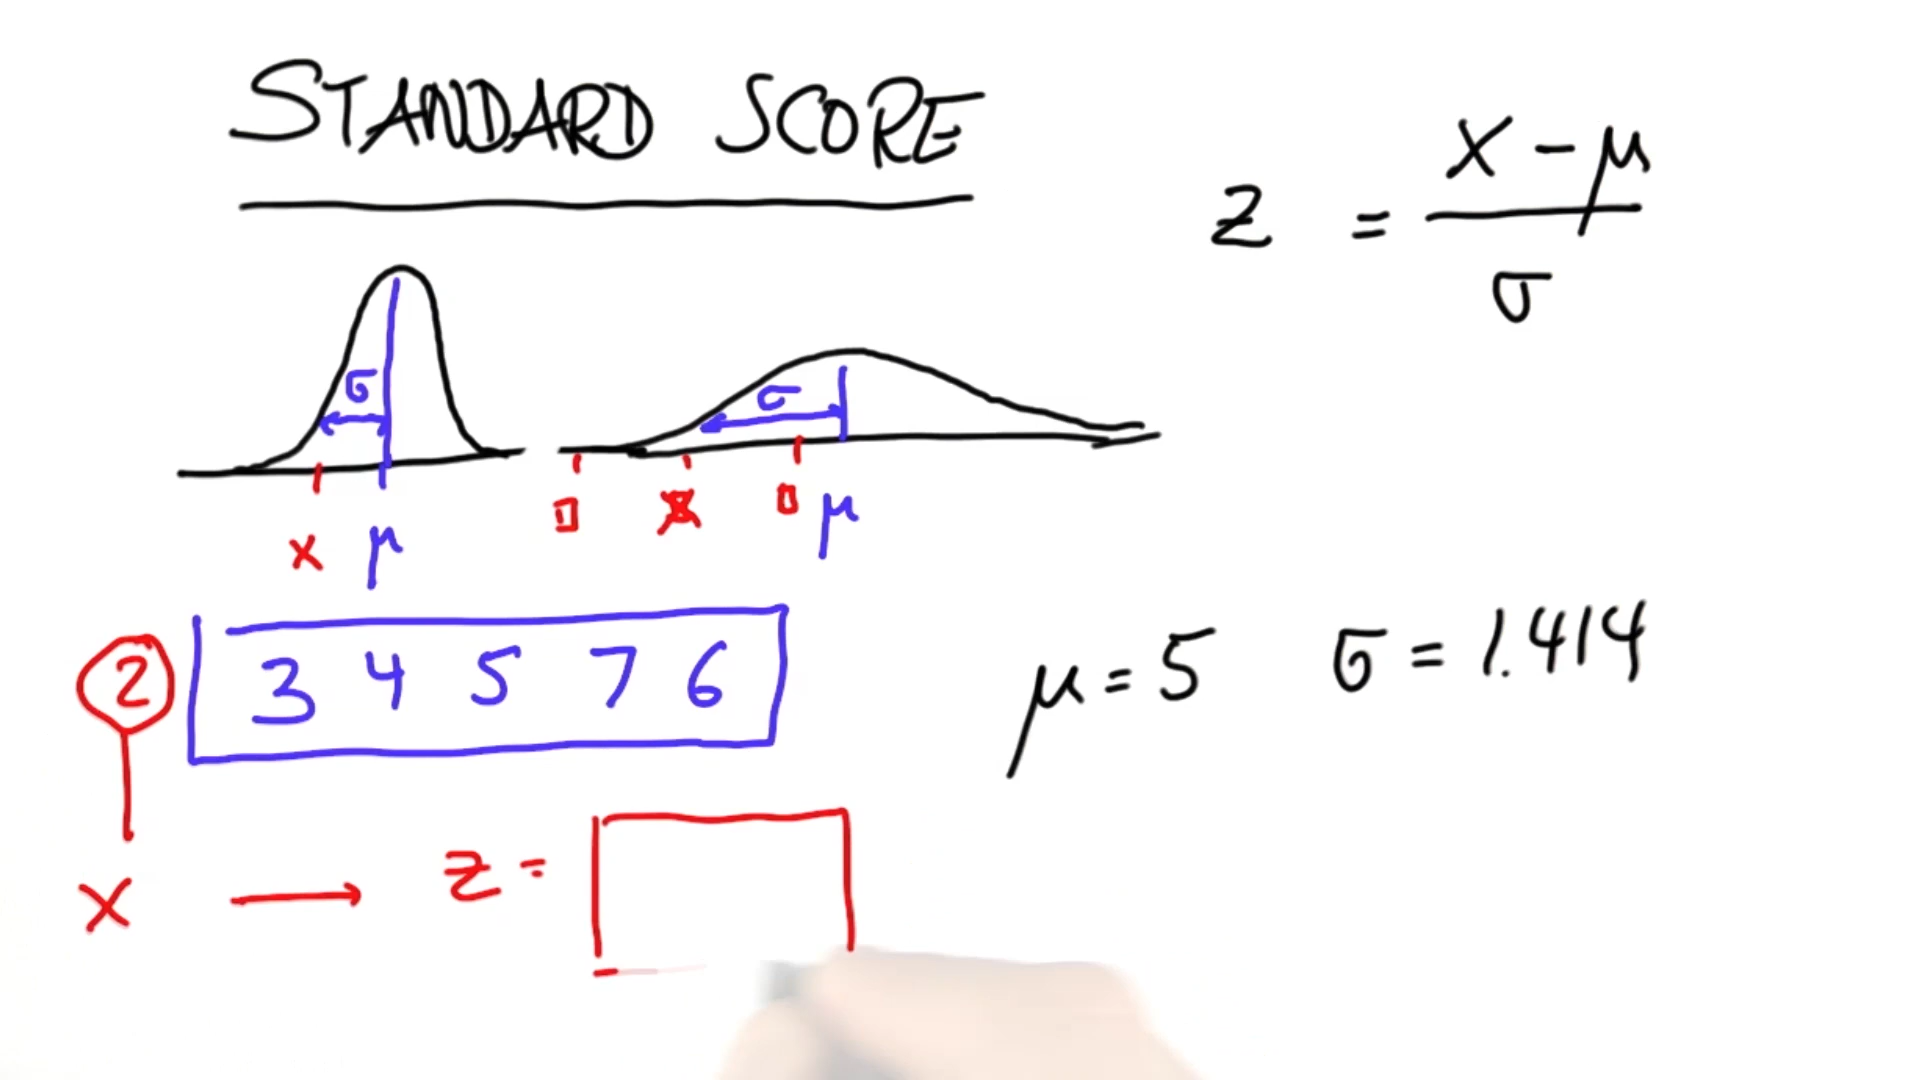 STANDARD SCORE
z = x - μ / σ
σ
σ
x μ
μ
2 3 4 5 7 6
μ = 5 σ = 1.414
x → z =